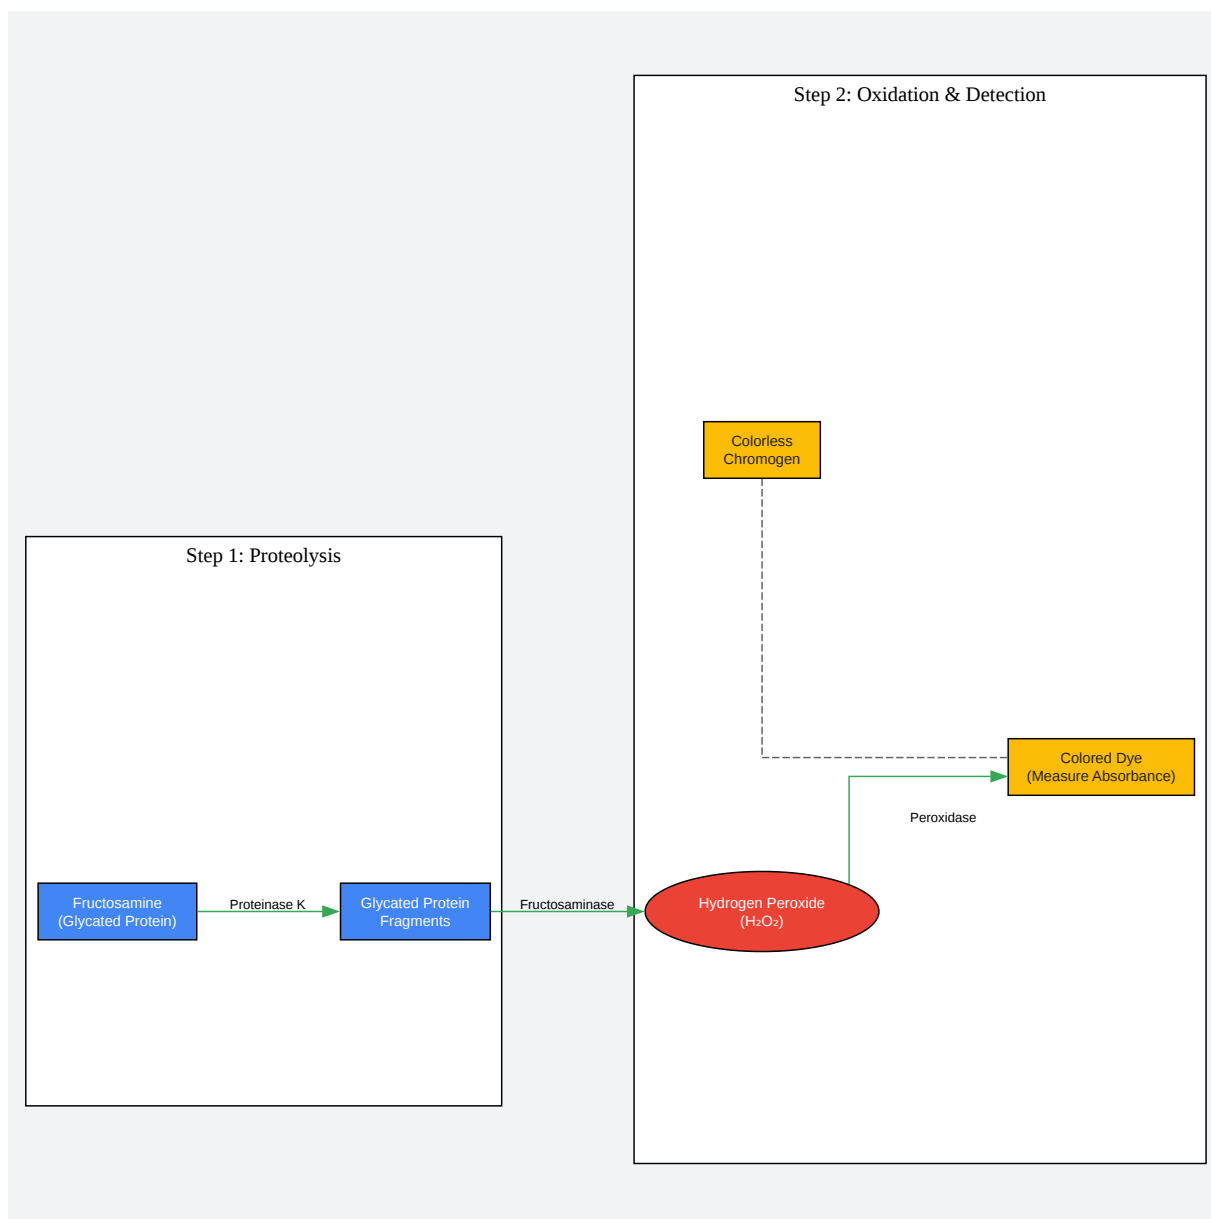 Step 2: Oxidation & Detection
Colorless
Chromogen
Step 1: Proteolysis
Colored Dye
(Measure Absorbance)
Peroxidase
Fructosamine
(Glycated Protein)
Proteinase K
Glycated Protein
Fragments
Fructosaminase
Hydrogen Peroxide
(H₂O₂)